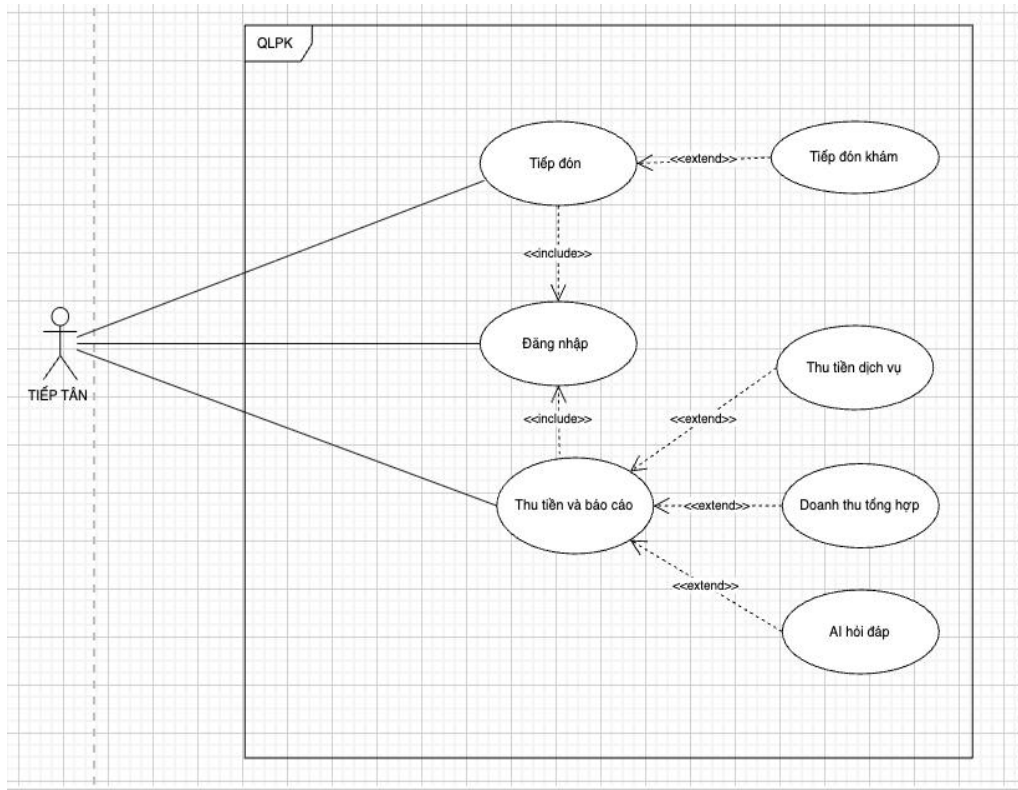 QLPK
Tiếp đón
<<extend>>
Tiếp đón khám
<<include>>
TIẾP TÂN
Đăng nhập
Thu tiền dịch vụ
<<include>>
<<extend>>
Thu tiền và báo cáo
<<extend>>
Doanh thu tổng hợp
<<extend>>
AI hỏi đáp